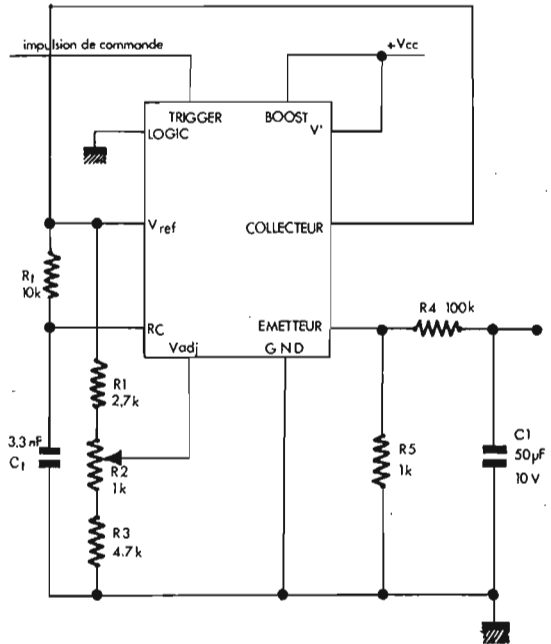 impulsion de commande
+Vcc
TRIGGER
BOOST
LOGIC
V'
Vref
COLLECTEUR
Rt
10k
R4 100k
RC
EMETTEUR
Vadj
GND
R1
2,7k
3.3 nF
Ct
R2
1k
R5
1k
C1
50µF
10 V
R3
4.7k